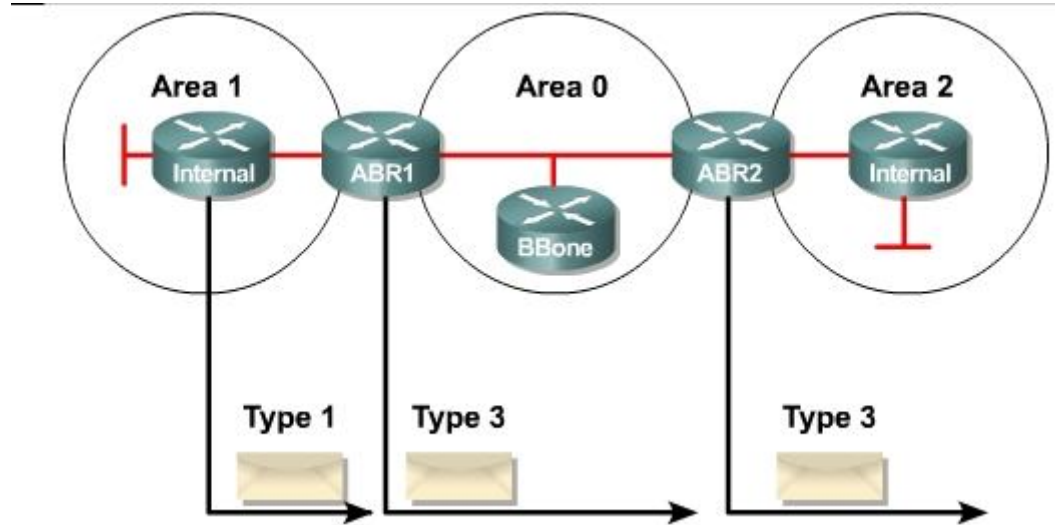 Area 1
Area 0
Area 2
Internal
ABR1
ABR2
Internal
BBone
Type 1
Type 3
Type 3